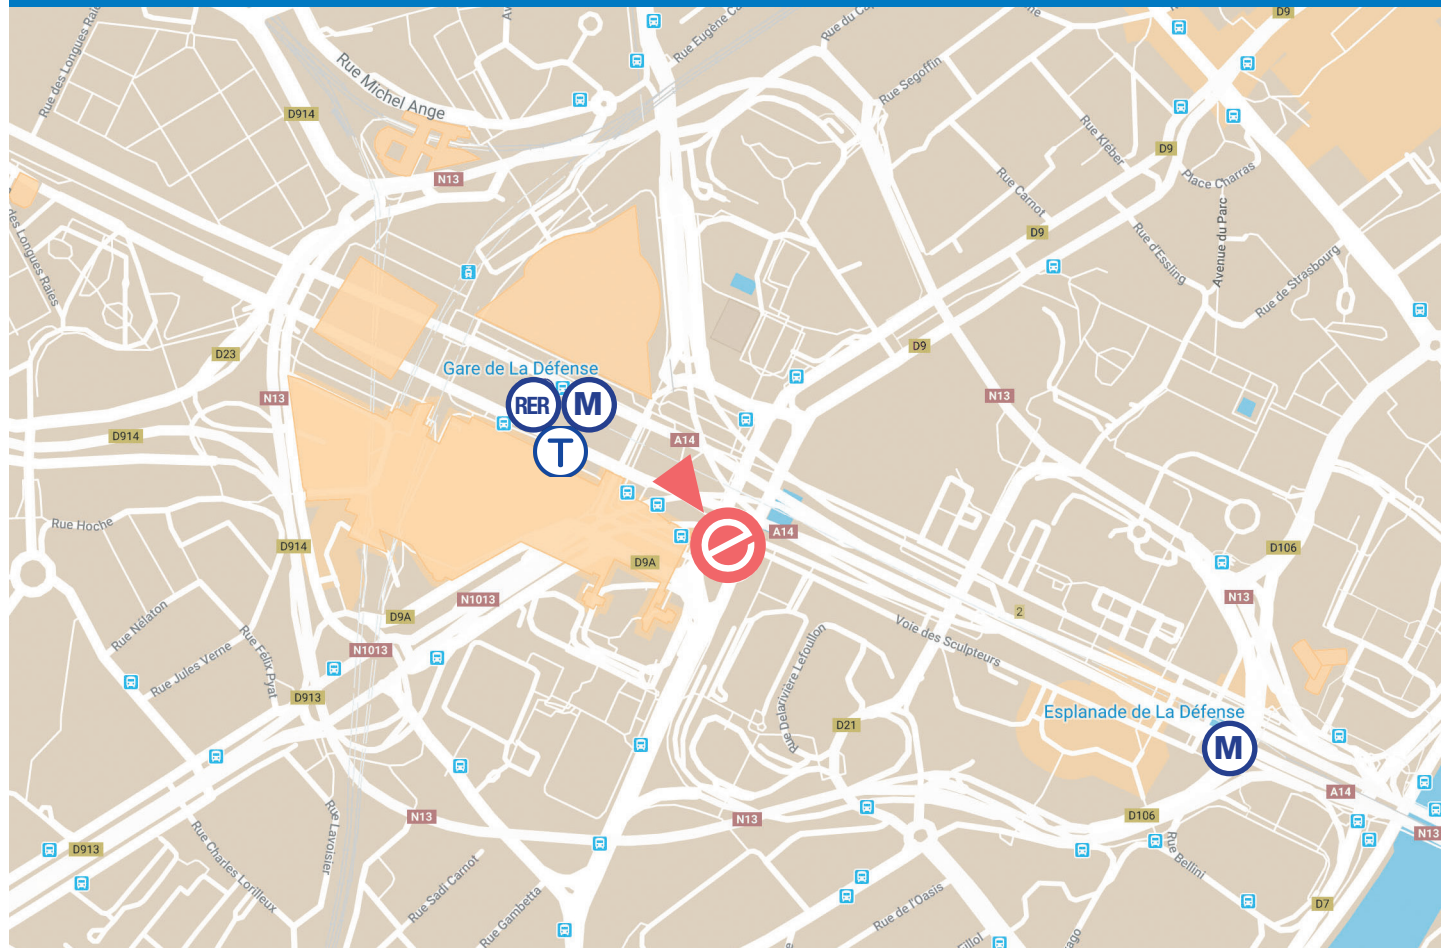 D9
Rue des Longues Raies
Rue Eugène
Rue du
Rue Michel Ange
Rue Segoffin
D914
Rue Kléber
D9
N13
Place Charras
Rue Carnot
Avenue du Parc
des Longues Raies
D9
Rue d'Essling
Rue de Strasbourg
D23
D9
Gare de La Défense
N13
RER
M
N13
D914
A14
T
Rue Hoche
A14
D914
D106
D9A
N1013
N13
D9A
2
Rue Nélaton
Voie des Sculpteurs
Rue Félix Pyat
Rue Jules Verne
N1013
Rue Delarivière Lefoullon
D913
Esplanade de La Défense
D21
M
A14
N13
N13
D106
N13
Rue Lavoisier
D913
Rue Charles Lorilleux
Rue Bellini
Rue Sadi Carnot
Rue Gambetta
Rue de l'Oasis
D7